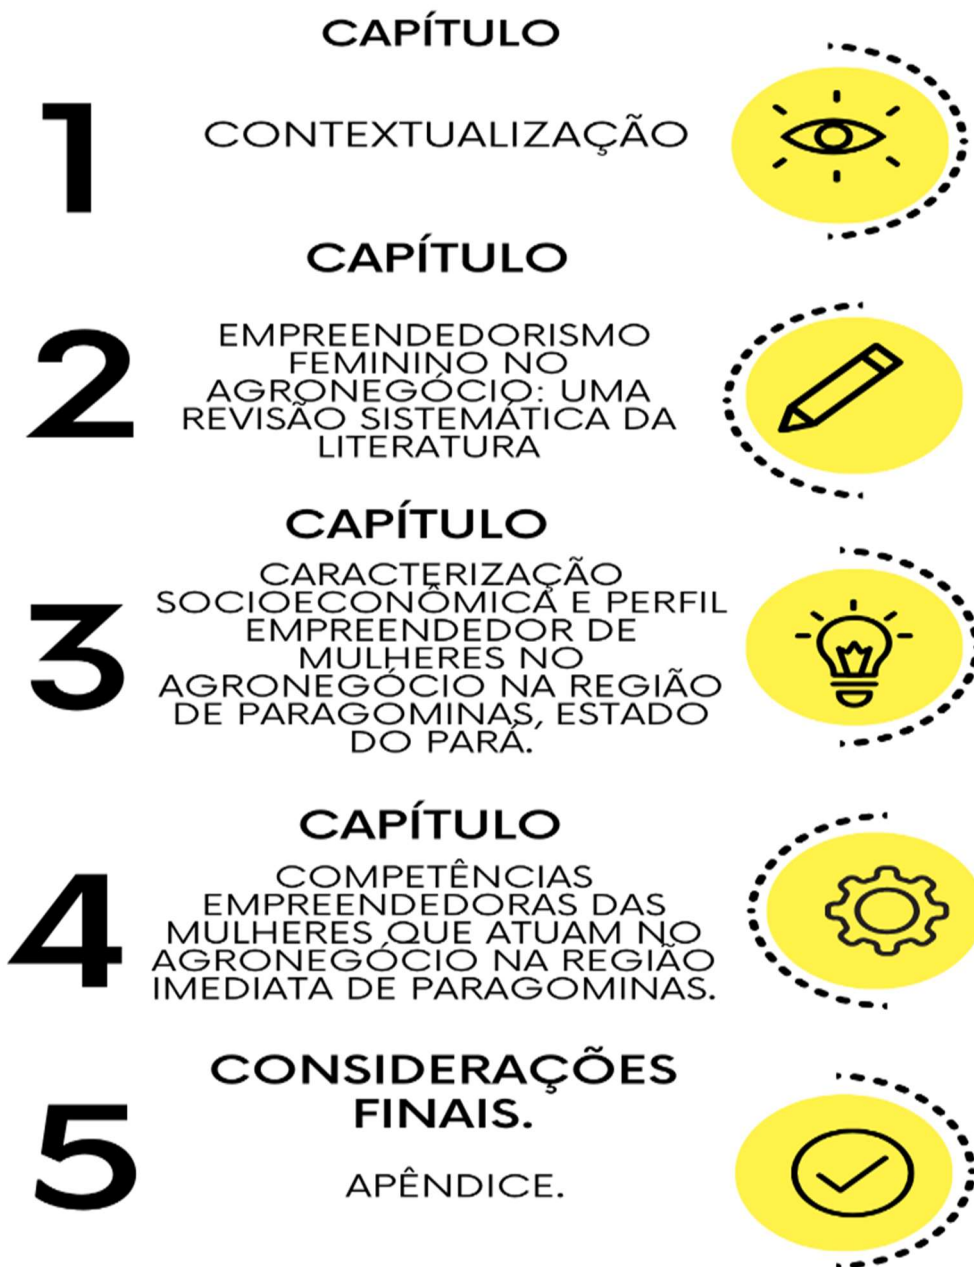 CAPÍTULO
1
CONTEXTUALIZAÇÃO
CAPÍTULO
2
EMPREENDEDORISMO
FEMININO NO
AGRONEGÓCIO: UMA
REVISÃO SISTEMÁTICA DA
LITERATURA
CAPÍTULO
3
CARACTERIZAÇÃO
SOCIOECONÔMICA E PERFIL
EMPREENDEDOR DE
MULHERES NO
AGRONEGÓCIO NA REGIÃO
DE PARAGOMINAS, ESTADO
DO PARÁ.
CAPÍTULO
4
COMPETÊNCIAS
EMPREENDEDORAS DAS
MULHERES QUE ATUAM NO
AGRONEGÓCIO NA REGIÃO
IMEDIATA DE PARAGOMINAS.
5
CONSIDERAÇÕES
FINAIS.
APÊNDICE.